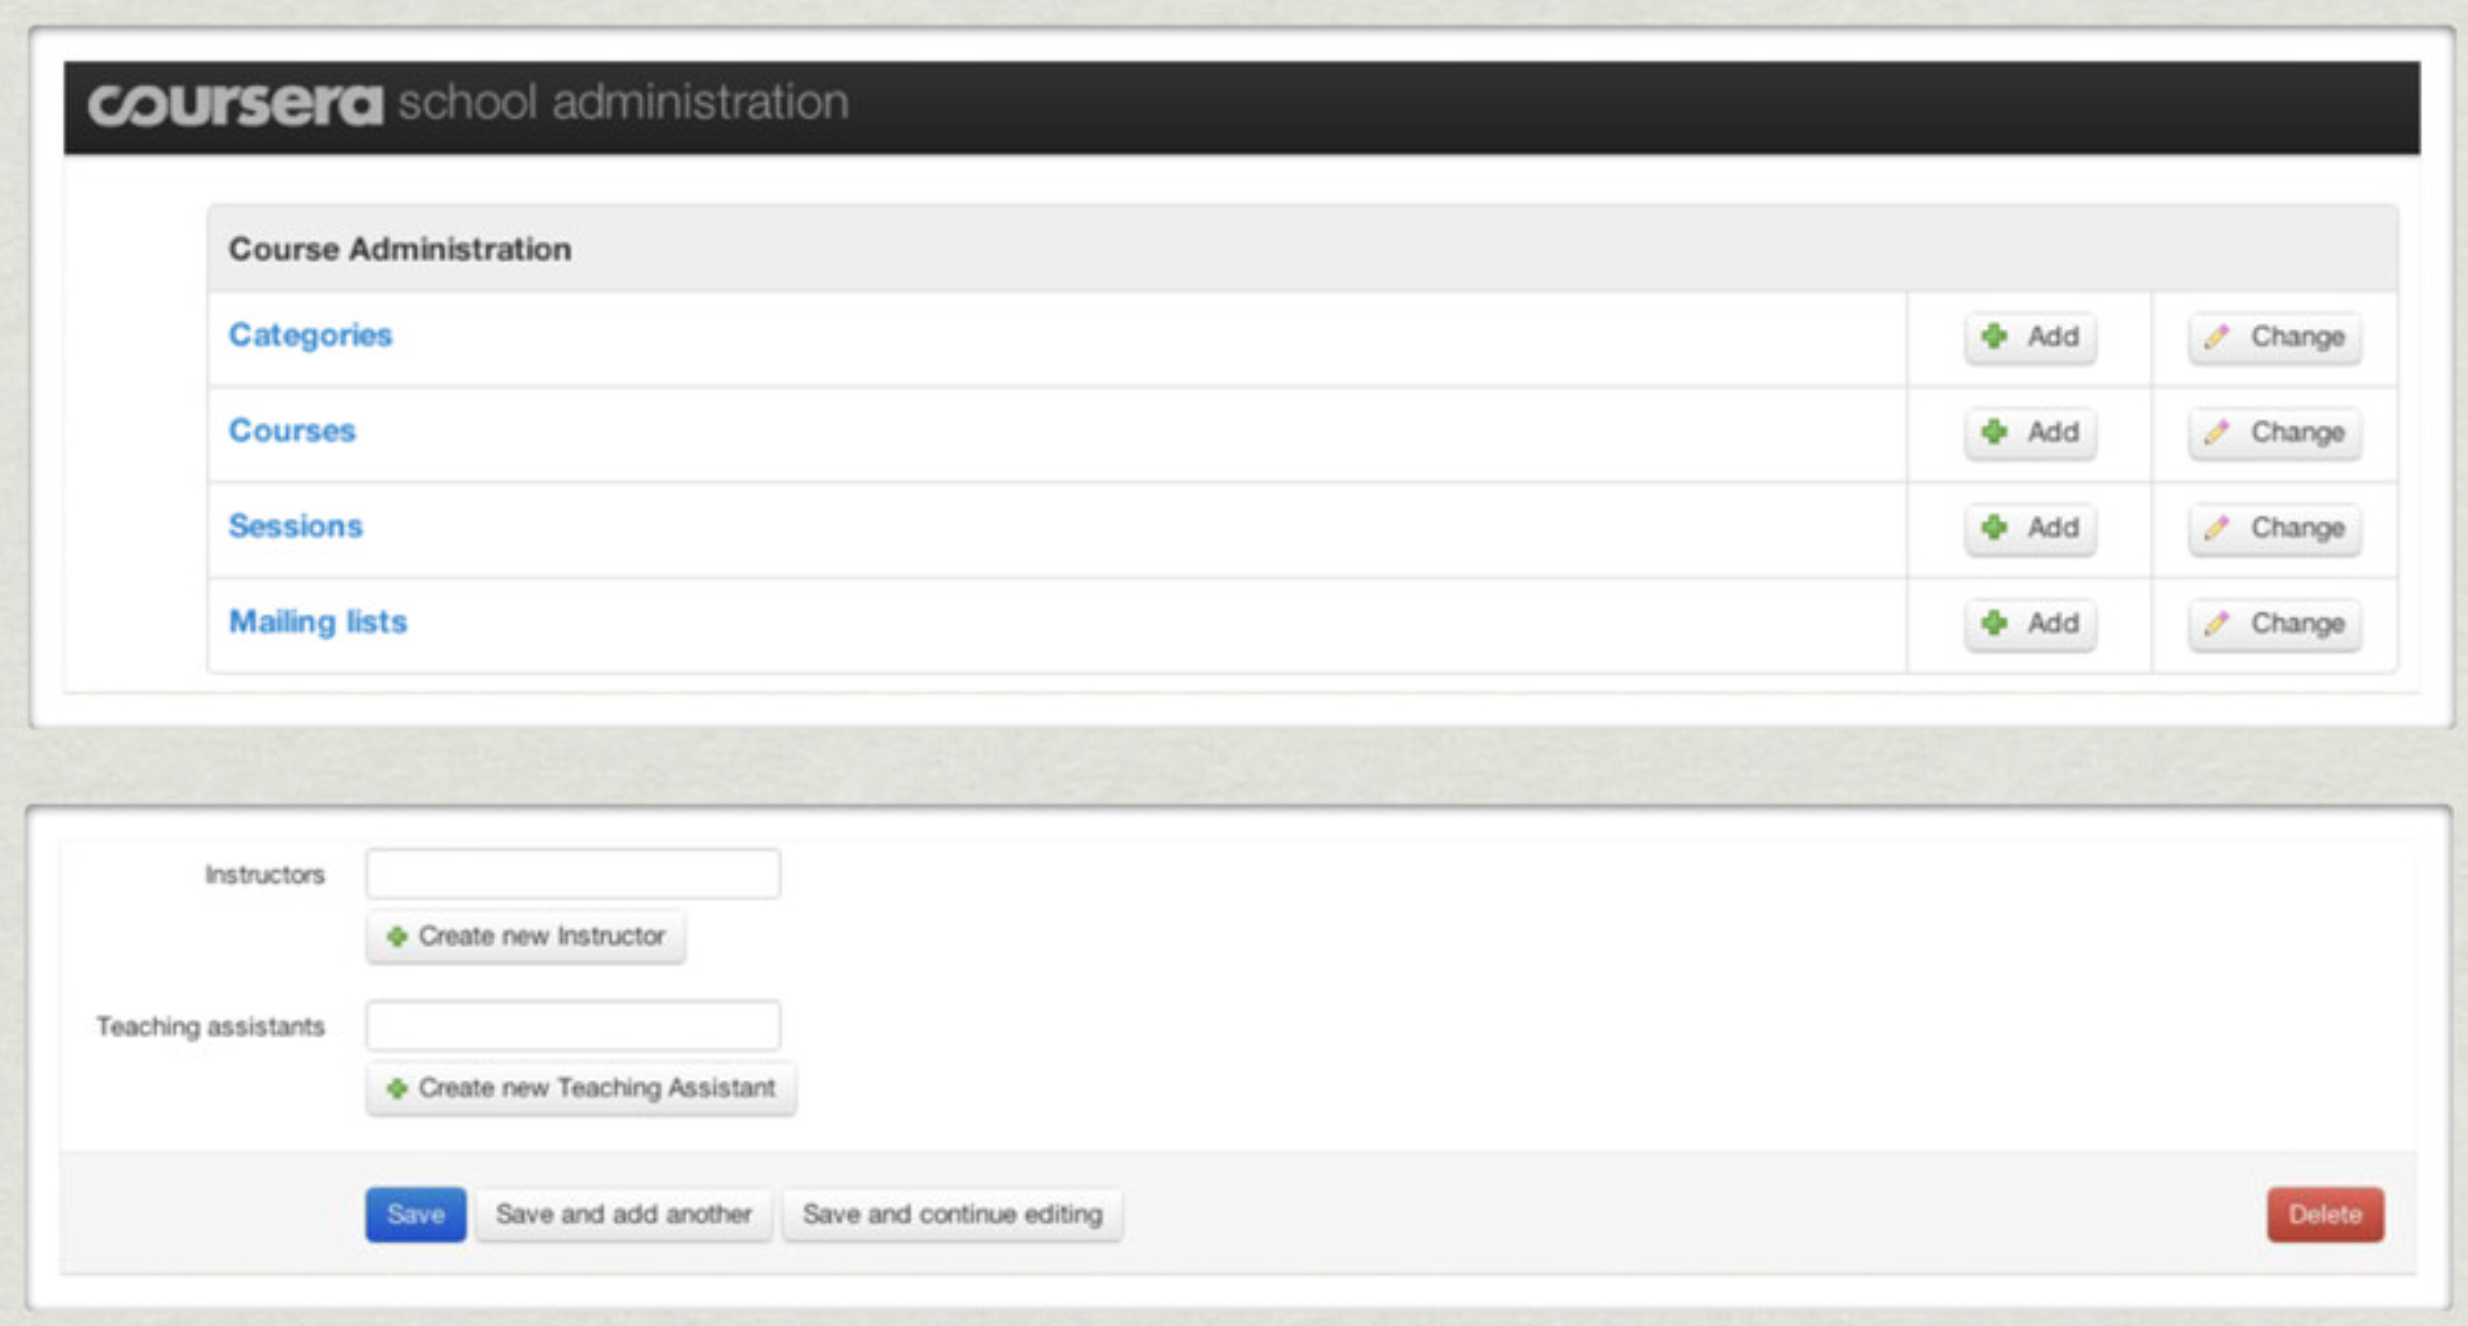 coursera school administration
Course Administration
Categories Add Change
Courses Add Change
Sessions Add Change
Mailing lists Add Change
Instructors
Create new Instructor
Teaching assistants
Create new Teaching Assistant
Save Save and add another Save and continue editing Delete